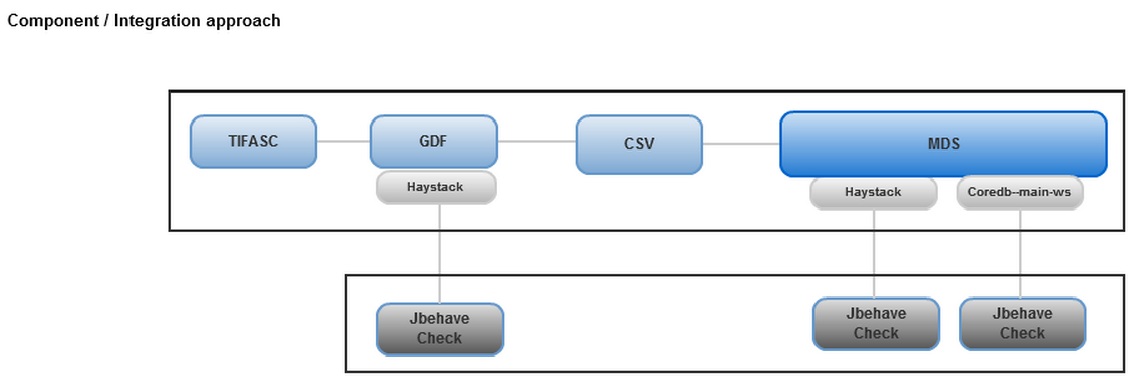 Component / Integration approach
TIFASC
GDF
CSV
MDS
Haystack
Haystack
Coredb--main-ws
Jbehave
Check
Jbehave
Check
Jbehave
Check